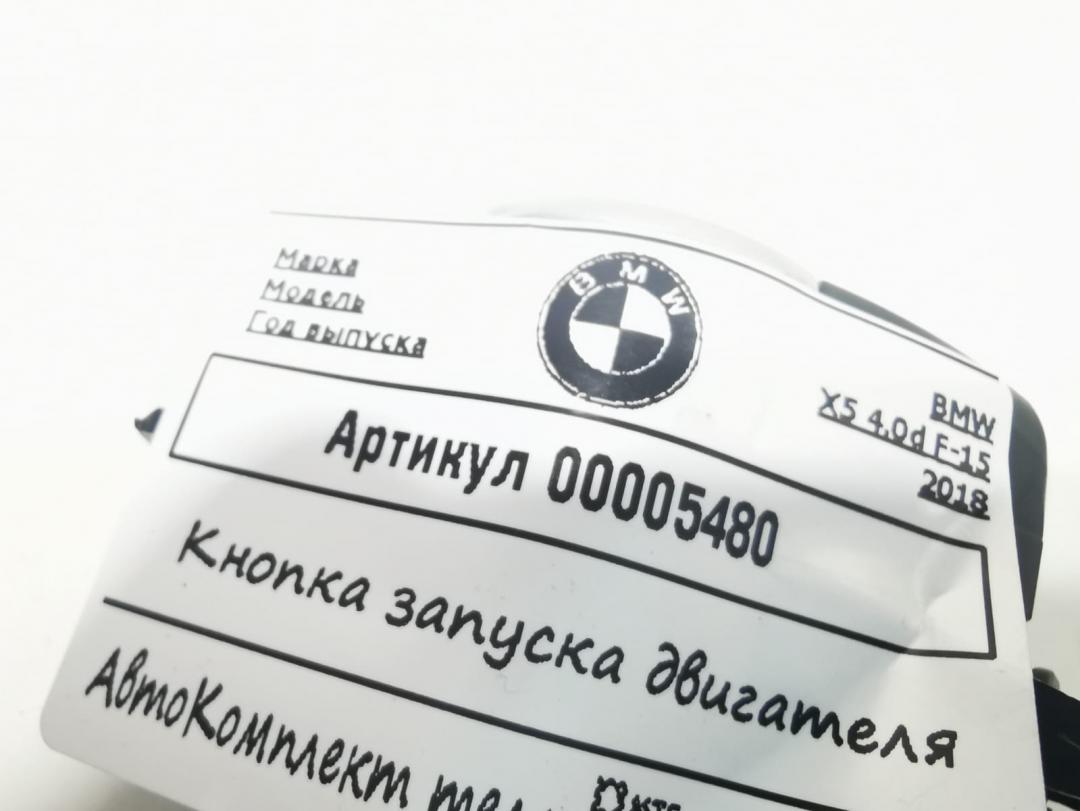 Марка
Модель
Год выпуска
BMW
BMW
X5 4.0d F-15
2018
Артикул 00005480
Кнопка запуска двигателя
АвтоКомплект